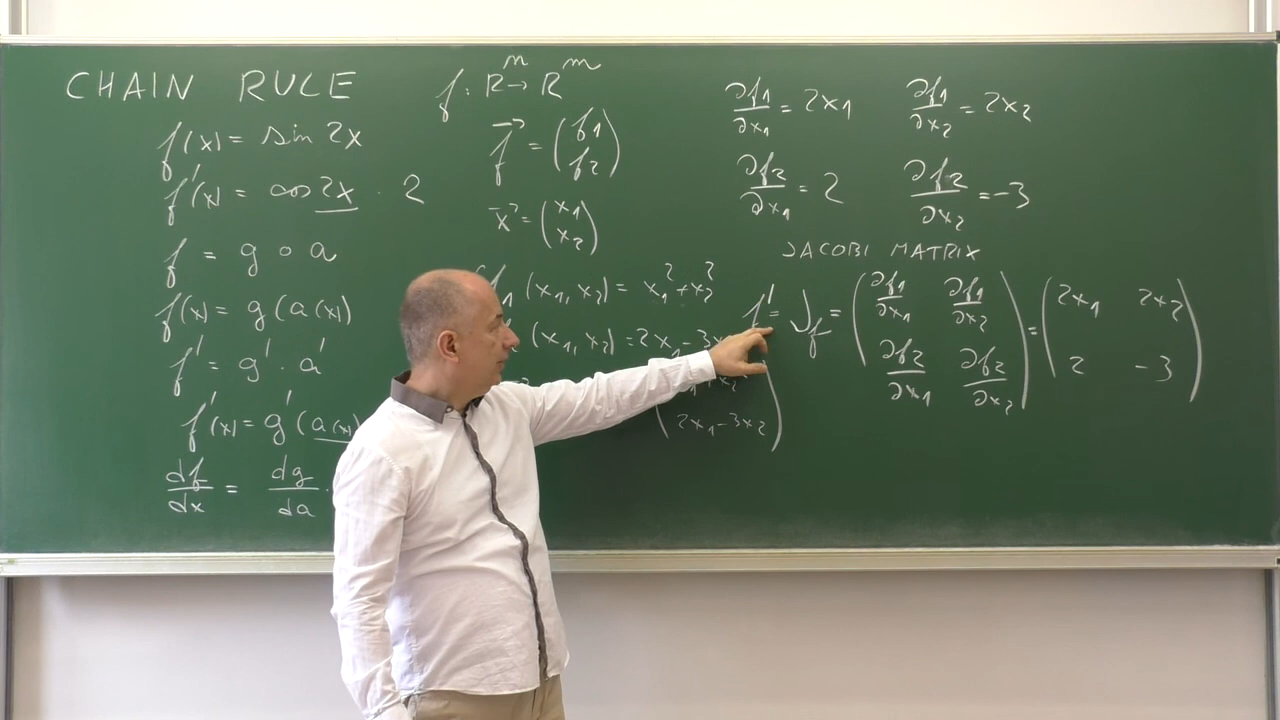 CHAIN RULE
f(x) = sin 2x
f'(x) = cos 2x · 2
f = g ∘ a
f(x) = g(a(x))
f' = g' · a'
f'(x) = g'(a(x)
df/dx = dg/da ·
f: R^n → R^m
f⃗ = (f1
f2)
x⃗ = (x1
x2)
f1 (x1, x2) = x1² + x2²
(x1, x2) = 2x1 - 3x
2x1 - 3x2)
∂f1/∂x1 = 2x1 ∂f1/∂x2 = 2x2
∂f2/∂x1 = 2 ∂f2/∂x2 = -3
JACOBI MATRIX
f' = Jf = (∂f1/∂x1 ∂f1/∂x2 = (2x1 2x2
∂f2/∂x1 ∂f2/∂x2) 2 -3)